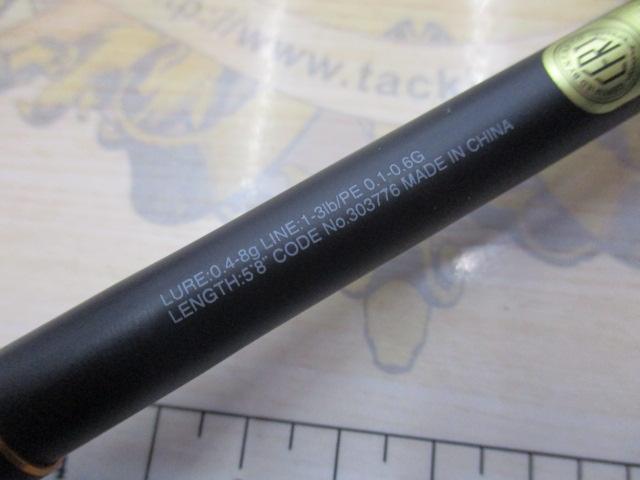 http://www.tack
CFRI
LURE:0.4-8g LINE:1-3lb/PE 0.1-0.6G
LENGTH:5'8" CODE No.303776 MADE IN CHINA